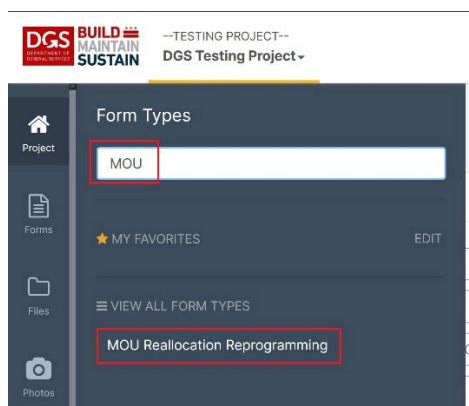 DGS
DEPARTMENT OF
GENERAL SERVICES
BUILD
MAINTAIN
SUSTAIN
--TESTING PROJECT--
DGS Testing Project
Project
Forms
Files
Photos
Form Types
MOU
MY FAVORITES
EDIT
VIEW ALL FORM TYPES
MOU Reallocation Reprogramming